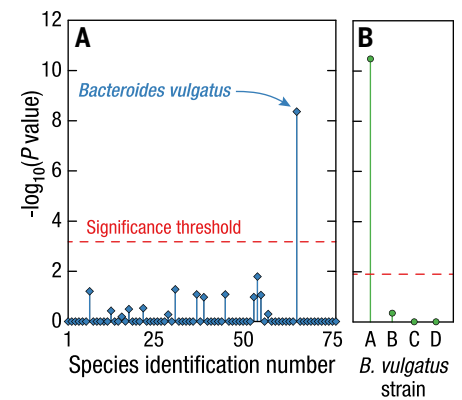 A
B
12
10
8
6
4
2
0
-log10(P value)
Bacteroides vulgatus
Significance threshold
1
25
50
75
Species identification number
A
B
C
D
B. vulgatus
strain